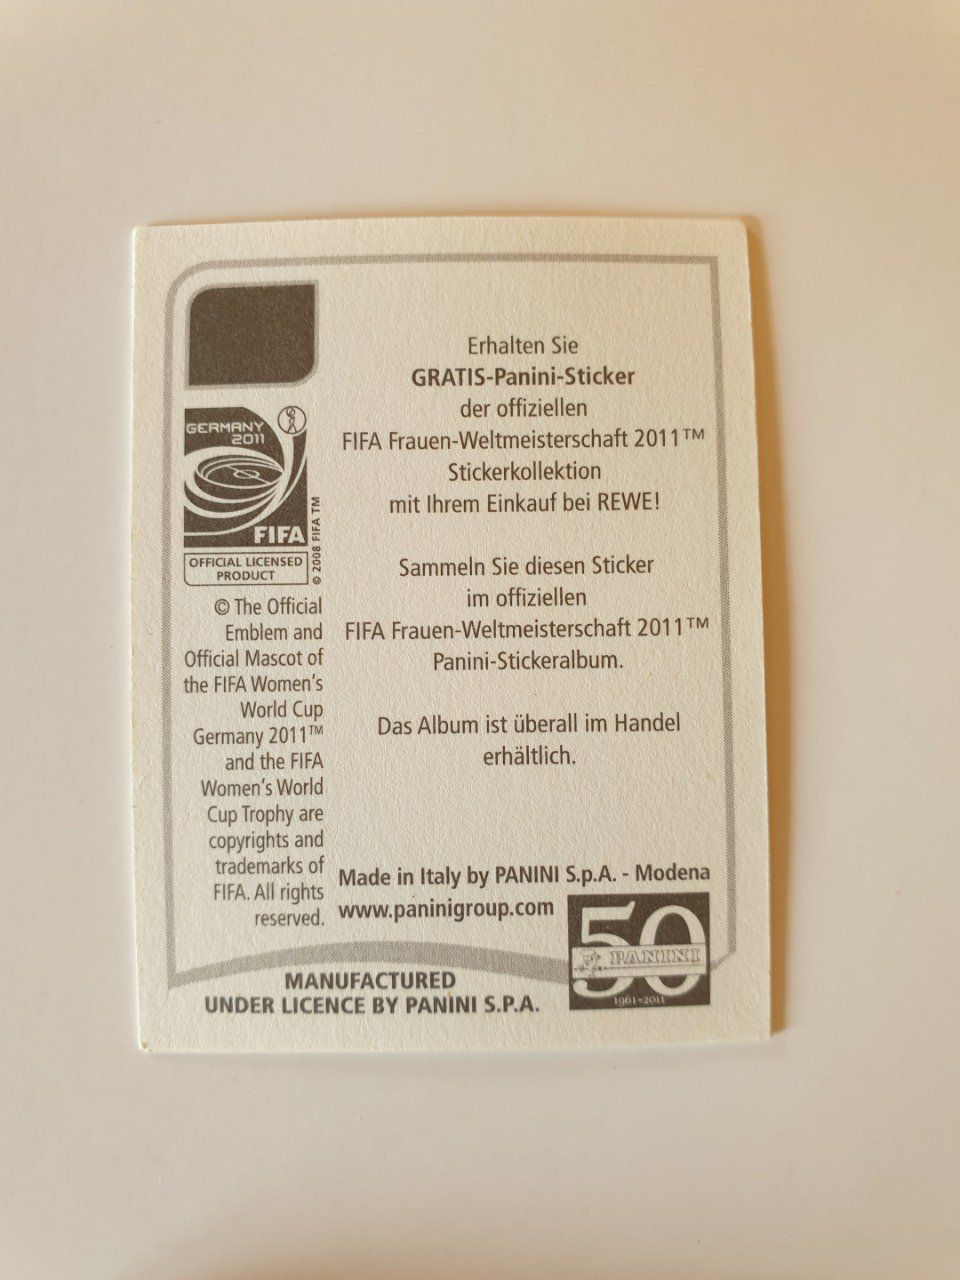 Erhalten Sie
GRATIS-Panini-Sticker
der offiziellen
FIFA Frauen-Weltmeisterschaft 2011™
Stickerkollektion
mit Ihrem Einkauf bei REWE!
Sammeln Sie diesen Sticker
im offiziellen
FIFA Frauen-Weltmeisterschaft 2011™
Panini-Stickeralbum.
Das Album ist überall im Handel
erhältlich.
GERMANY
2011
FIFA
© 2008 FIFA TM
OFFICIAL LICENSED
PRODUCT
© The Official
Emblem and
Official Mascot of
the FIFA Women's
World Cup
Germany 2011™
and the FIFA
Women's World
Cup Trophy are
copyrights and
trademarks of
FIFA. All rights
reserved.
Made in Italy by PANINI S.p.A. - Modena
www.paninigroup.com
50
PANINI
1961-2011
MANUFACTURED
UNDER LICENCE BY PANINI S.P.A.